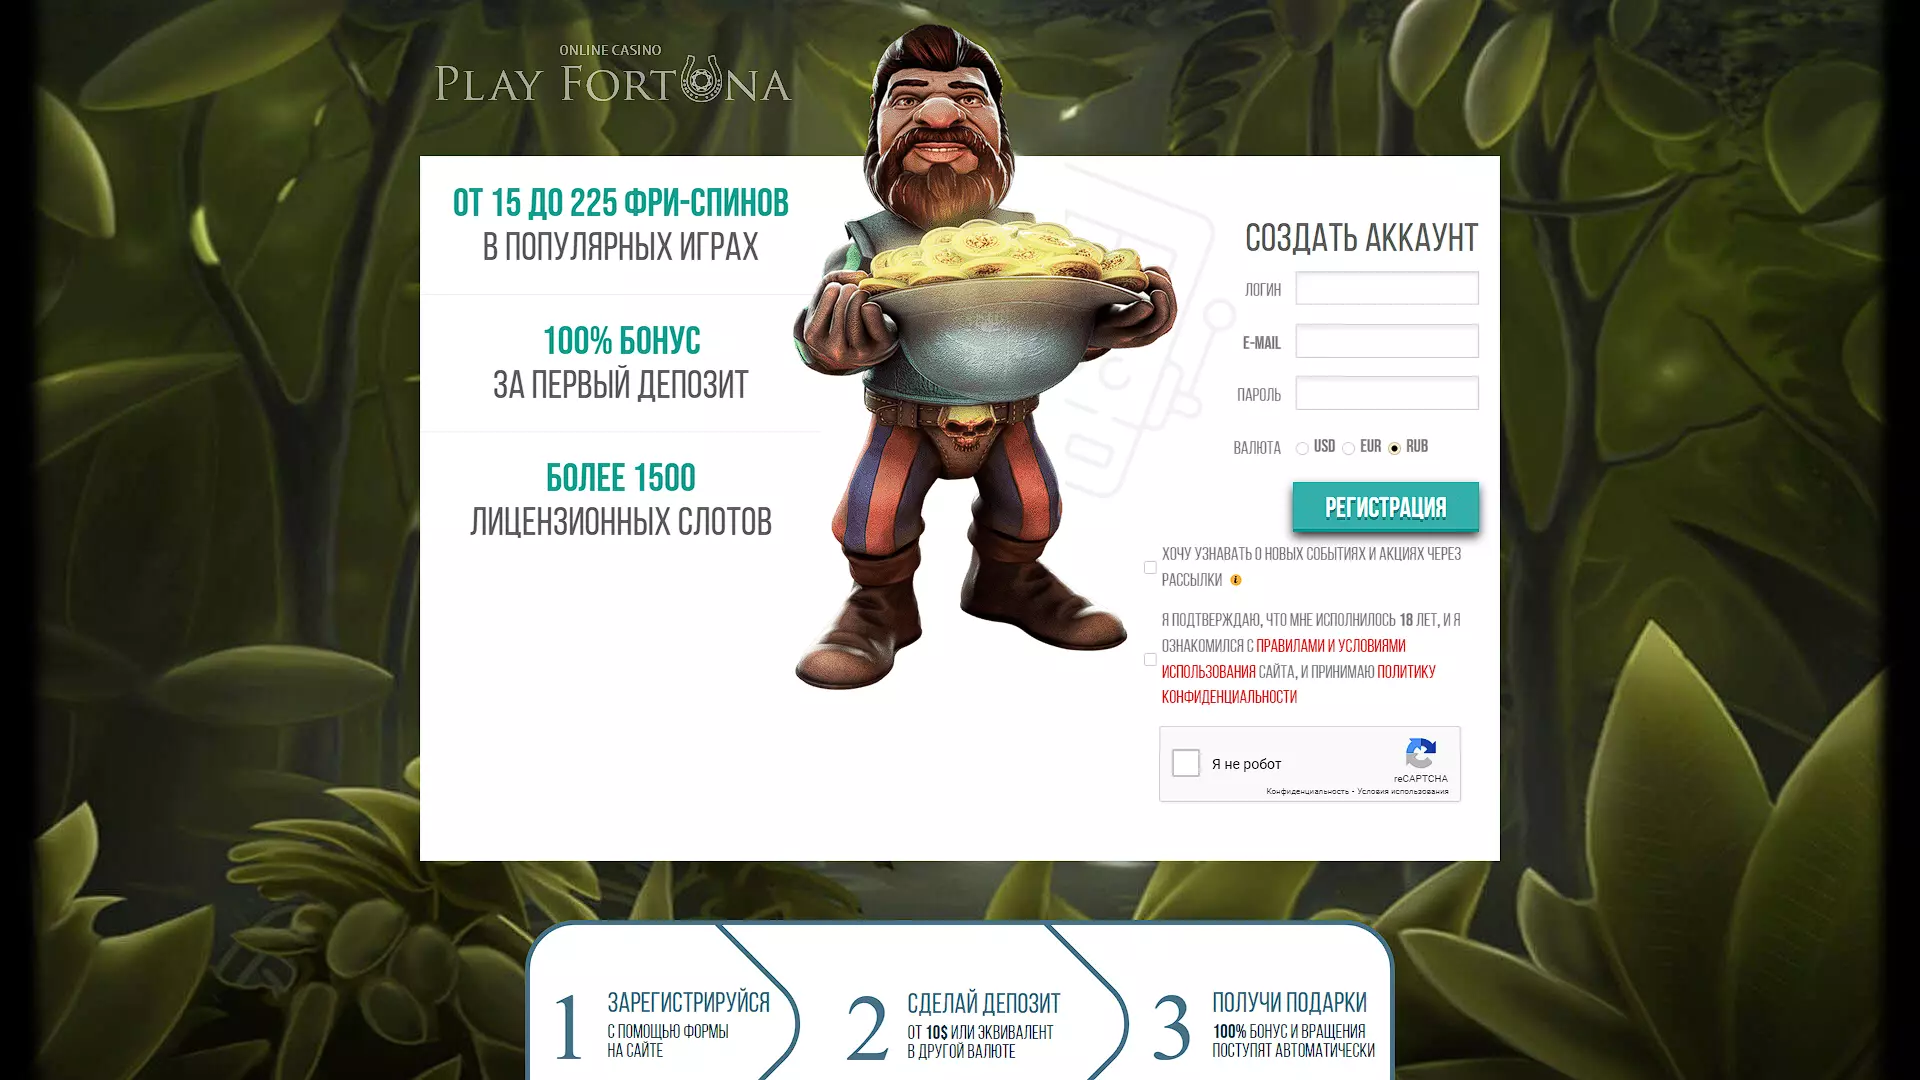 ONLINE CASINO
PLAY FORTUNA
ОТ 15 ДО 225 ФРИ-СПИНОВ
В ПОПУЛЯРНЫХ ИГРАХ
100% БОНУС
ЗА ПЕРВЫЙ ДЕПОЗИТ
БОЛЕЕ 1500
ЛИЦЕНЗИОННЫХ СЛОТОВ
СОЗДАТЬ АККАУНТ
ЛОГИН
E-MAIL
ПАРОЛЬ
ВАЛЮТА USD EUR RUB
РЕГИСТРАЦИЯ
ХОЧУ УЗНАВАТЬ О НОВЫХ СОБЫТИЯХ И АКЦИЯХ ЧЕРЕЗ
РАССЫЛКИ i
Я ПОДТВЕРЖДАЮ, ЧТО МНЕ ИСПОЛНИЛОСЬ 18 ЛЕТ, И Я
ОЗНАКОМИЛСЯ С ПРАВИЛАМИ И УСЛОВИЯМИ
ИСПОЛЬЗОВАНИЯ САЙТА, И ПРИНИМАЮ ПОЛИТИКУ
КОНФИДЕНЦИАЛЬНОСТИ
Я не робот
reCAPTCHA
Конфиденциальность - Условия использования
1 ЗАРЕГИСТРИРУЙСЯ
С ПОМОЩЬЮ ФОРМЫ
НА САЙТЕ
2 СДЕЛАЙ ДЕПОЗИТ
ОТ 10$ ИЛИ ЭКВИВАЛЕНТ
В ДРУГОЙ ВАЛЮТЕ
3 ПОЛУЧИ ПОДАРКИ
100% БОНУС И ВРАЩЕНИЯ
ПОСТУПЯТ АВТОМАТИЧЕСКИ